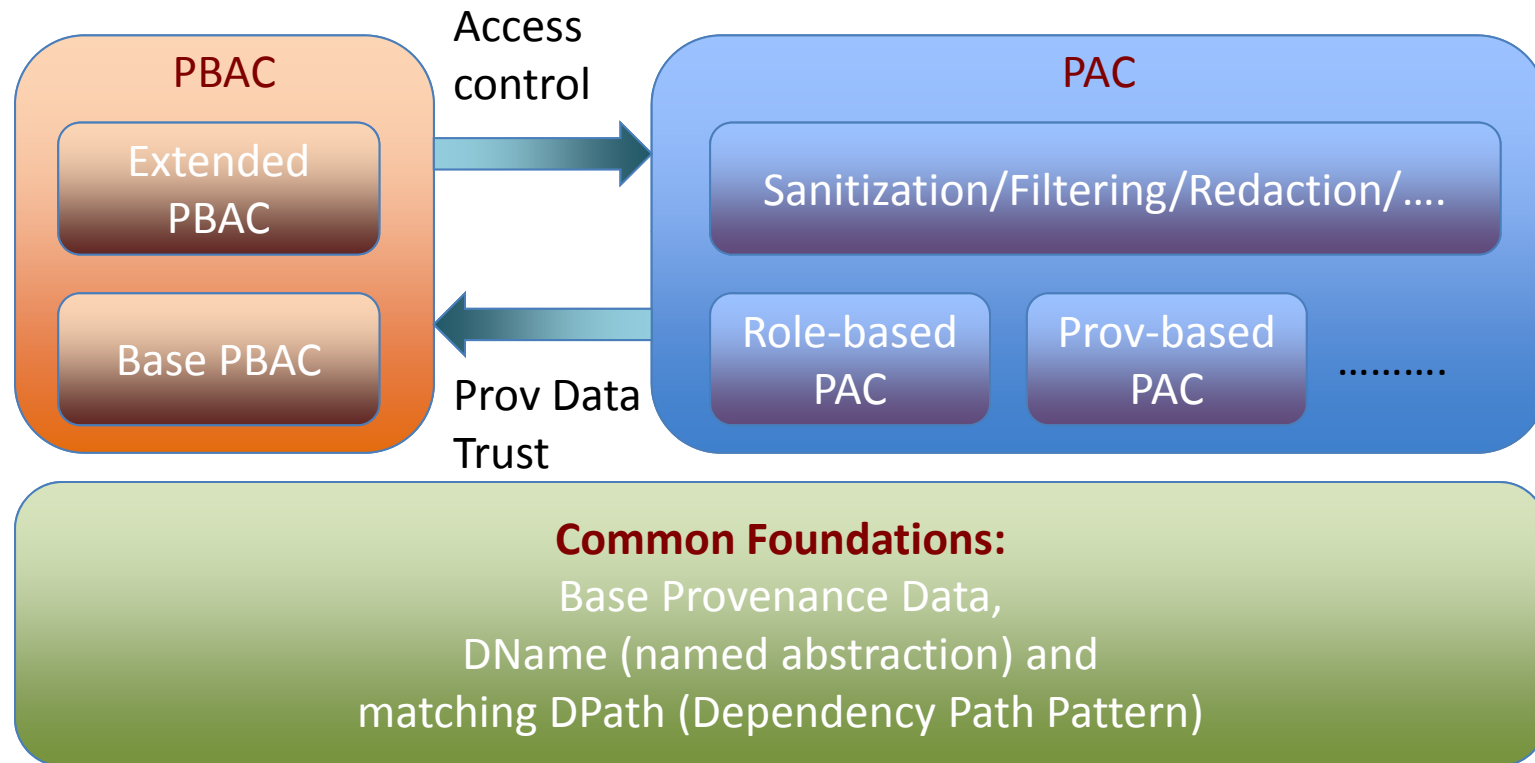 PBAC
Extended
PBAC
Base PBAC
Access
control
Prov Data
Trust
PAC
Sanitization/Filtering/Redaction/….
Role-based
PAC
Prov-based
PAC
……….
Common Foundations:
Base Provenance Data,
DName (named abstraction) and
matching DPath (Dependency Path Pattern)